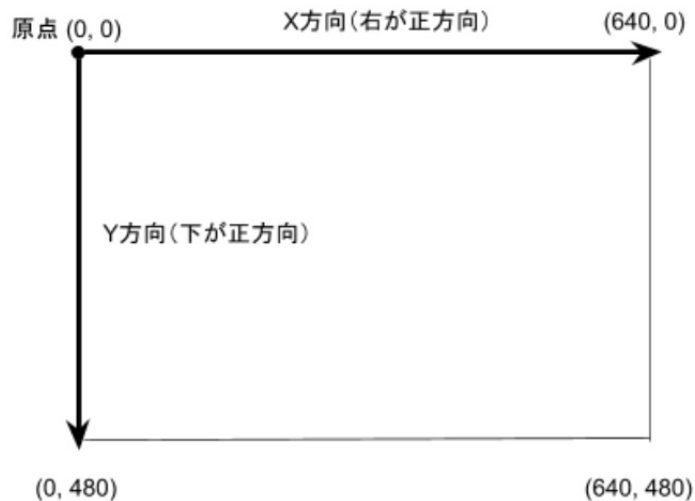 原点 (0, 0)
X方向（右が正方向）
(640, 0)
Y方向（下が正方向）
(0, 480)
(640, 480)